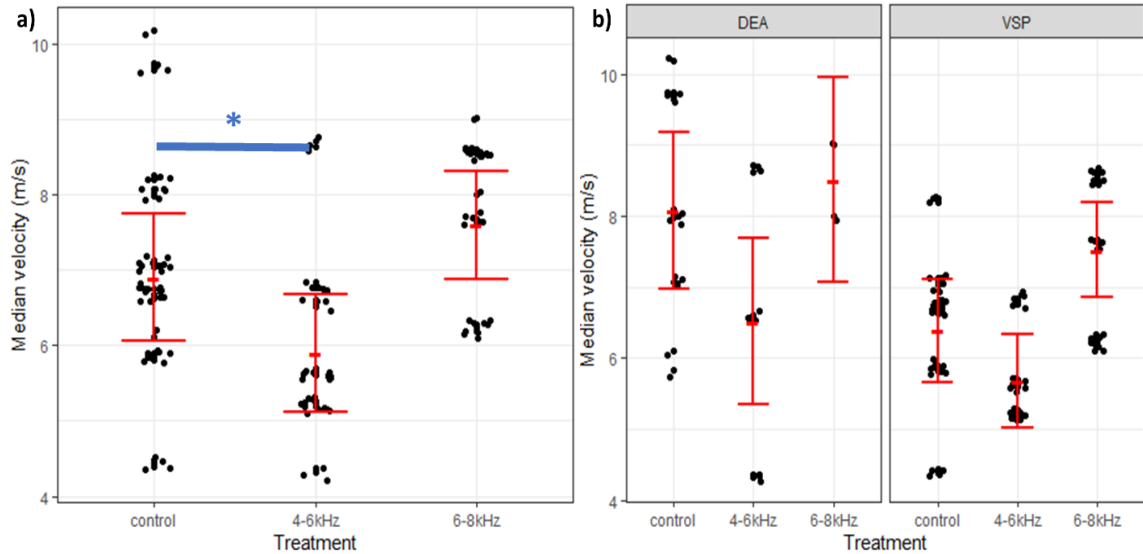 a)
Median velocity (m/s)
10
8
6
4
*
control
4-6kHz
6-8kHz
Treatment
b)
DEA
VSP
Median velocity (m/s)
10
8
6
4
control
4-6kHz
6-8kHz
control
4-6kHz
6-8kHz
Treatment